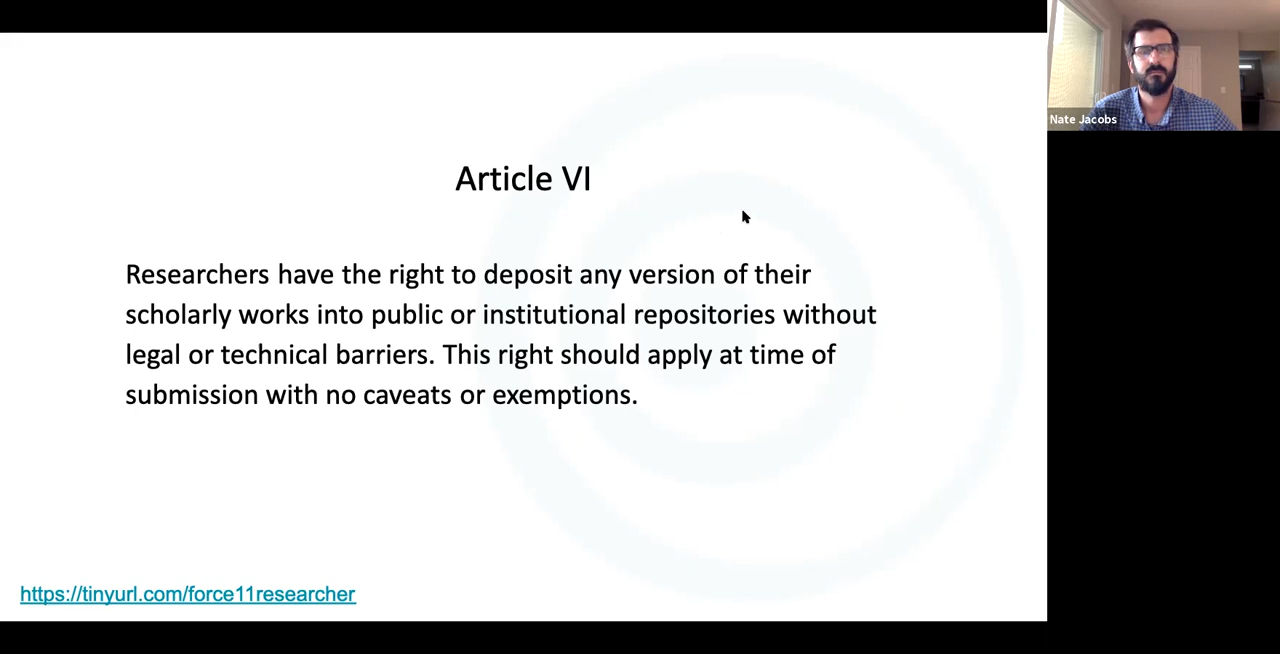 Article VI
Researchers have the right to deposit any version of their
scholarly works into public or institutional repositories without
legal or technical barriers. This right should apply at time of
submission with no caveats or exemptions.
https://tinyurl.com/force11researcher
Nate Jacobs